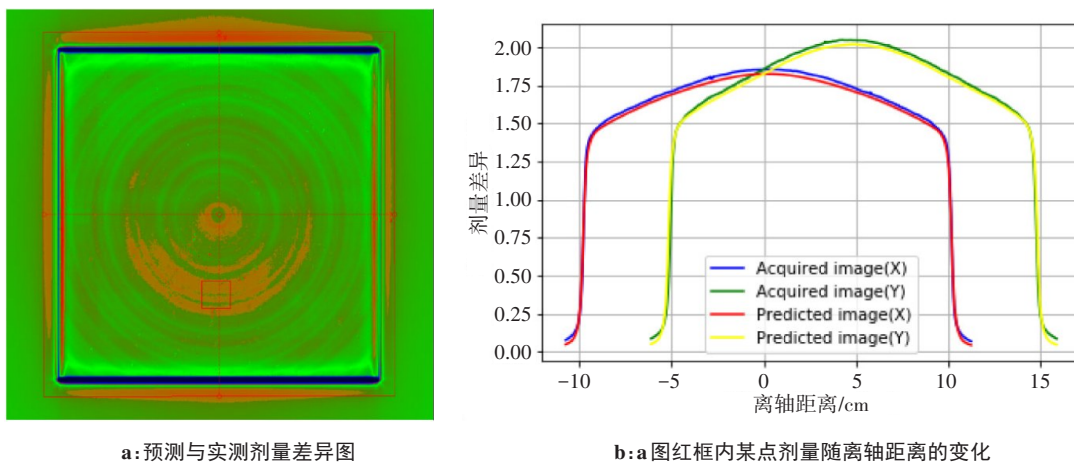 2.00
1.75
1.50
1.25
1.00
0.75
0.50
0.25
0.00
剂量差异
Acquired image(X)
Acquired image(Y)
Predicted image(X)
Predicted image(Y)
−10 −5 0 5 10 15
离轴距离/cm
a:预测与实测剂量差异图
b:a图红框内某点剂量随离轴距离的变化